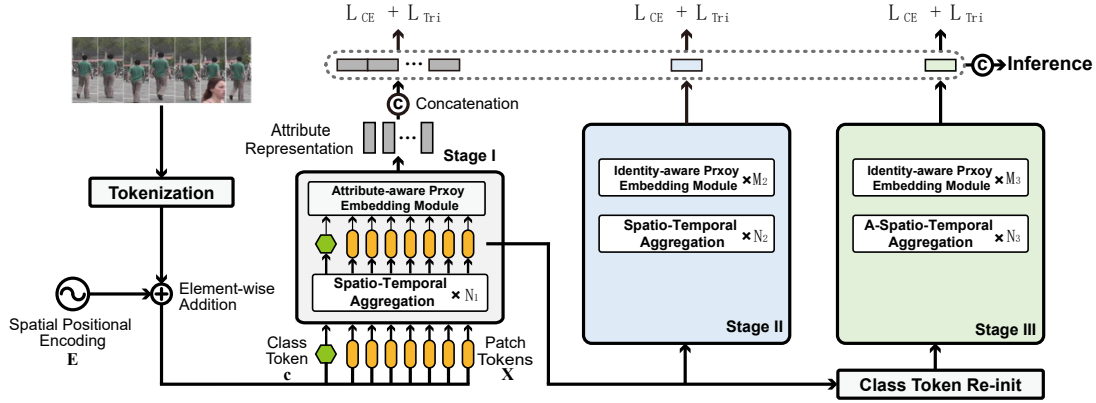 L CE + L Tri
L CE + L Tri
L CE + L Tri
C
Inference
C
Concatenation
Attribute
Representation
Stage I
Tokenization
Attribute-aware Prxoy
Embedding Module
Spatio-Temporal
Aggregation
× N1
Element-wise
Addition
Spatial Positional
Encoding
E
Class
Token
c
Patch
Tokens
X
Identity-aware Prxoy
Embedding Module
× M2
Spatio-Temporal
Aggregation
× N2
Stage II
Identity-aware Prxoy
Embedding Module
× M3
A-Spatio-Temporal
Aggregation
× N3
Stage III
Class Token Re-init